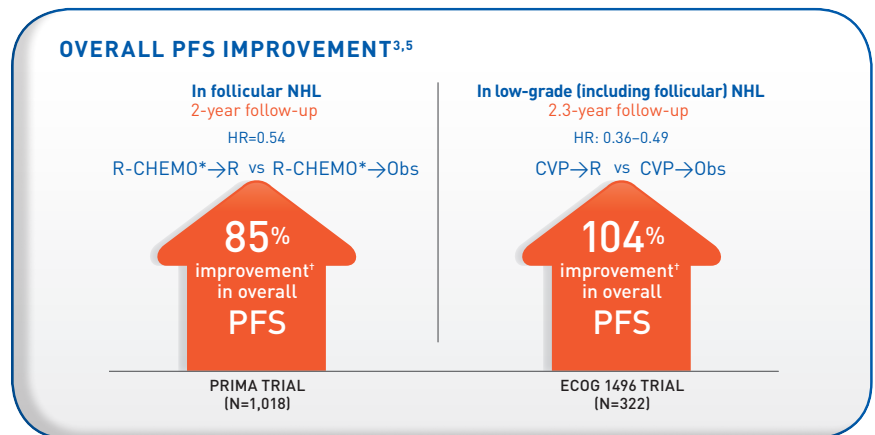 OVERALL PFS IMPROVEMENT3,5
In follicular NHL
2-year follow-up
HR=0.54
R-CHEMO*→R vs R-CHEMO*→Obs
85%
improvement†
in overall
PFS
PRIMA TRIAL
(N=1,018)
In low-grade (including follicular) NHL
2.3-year follow-up
HR: 0.36–0.49
CVP→R vs CVP→Obs
104%
improvement†
in overall
PFS
ECOG 1496 TRIAL
(N=322)